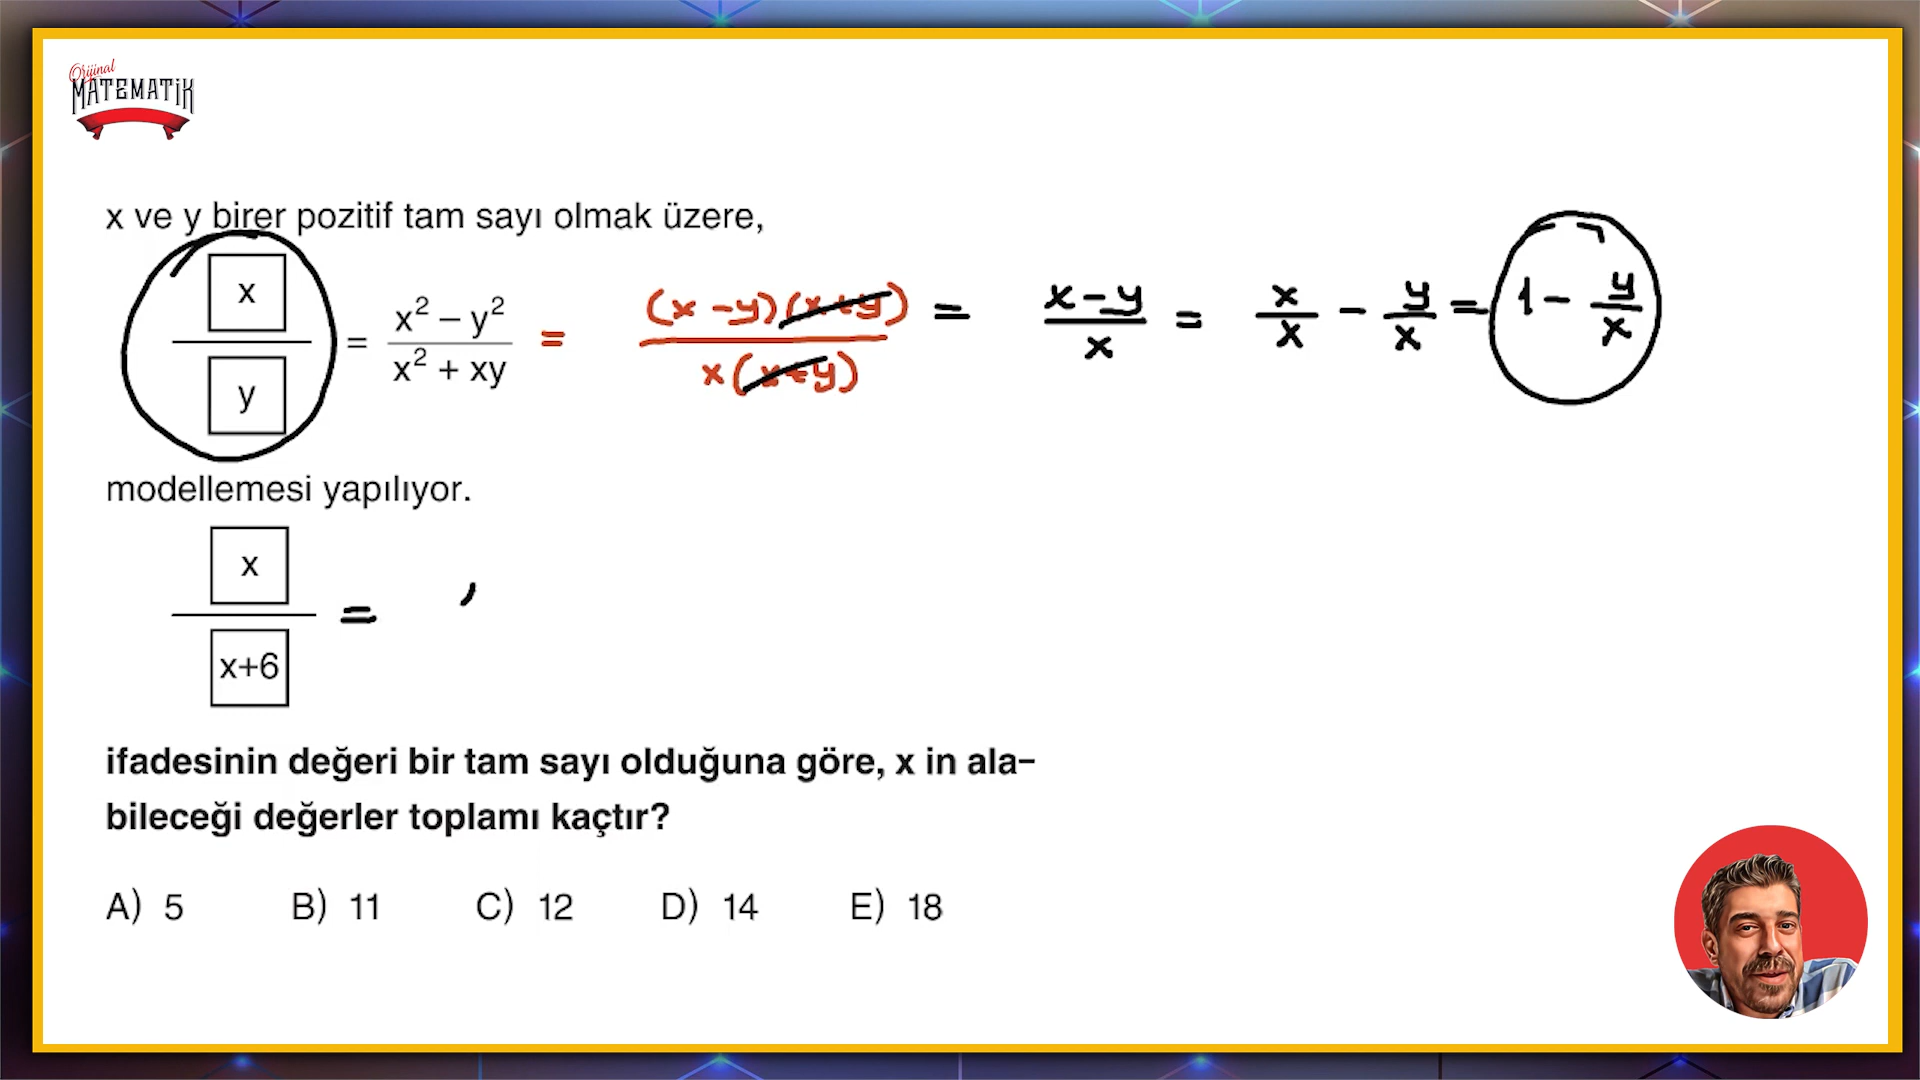 Orijinal
MATEMATİK
x ve y birer pozitif tam sayı olmak üzere,
x / y = x² − y² / x² + xy = (x − y)(x+y) / x(x+y) = x − y / x = x/x − y/x = 1 − y/x
modellemesi yapılıyor.
x / x+6 =
ifadesinin değeri bir tam sayı olduğuna göre, x in ala-
bileceği değerler toplamı kaçtır?
A) 5 B) 11 C) 12 D) 14 E) 18